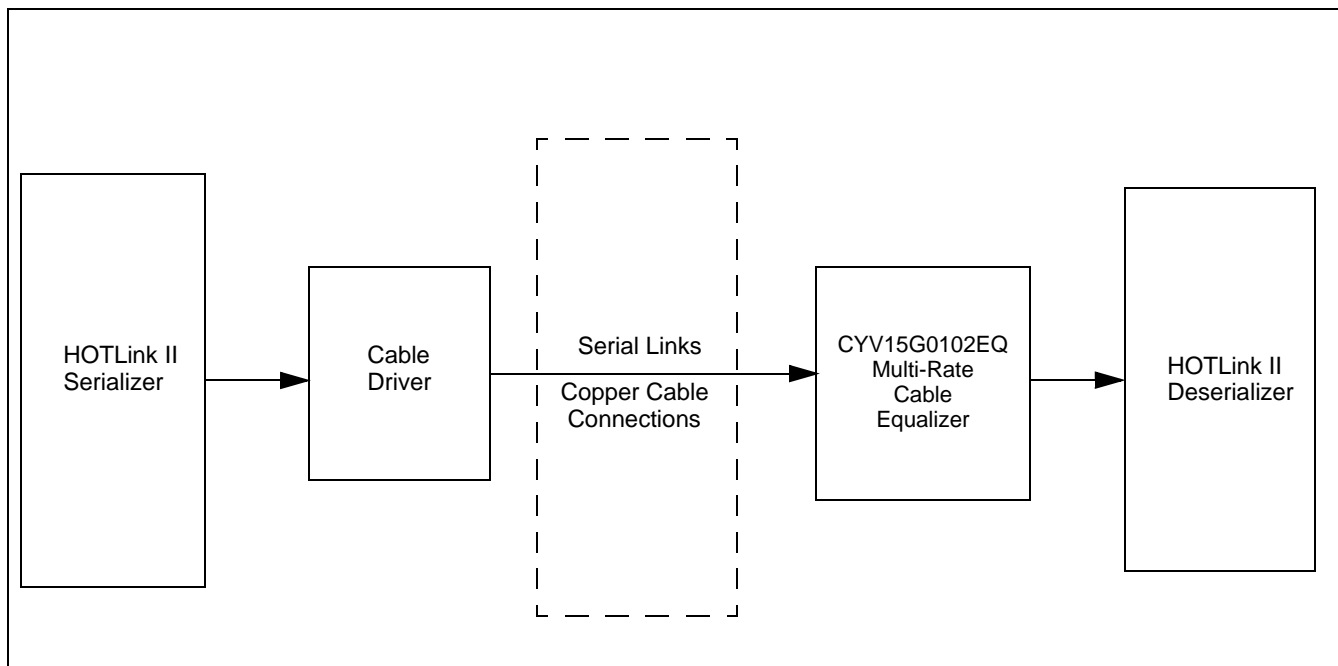 HOTLink II
Serializer
Cable
Driver
Serial Links
Copper Cable
Connections
CYV15G0102EQ
Multi-Rate
Cable
Equalizer
HOTLink II
Deserializer